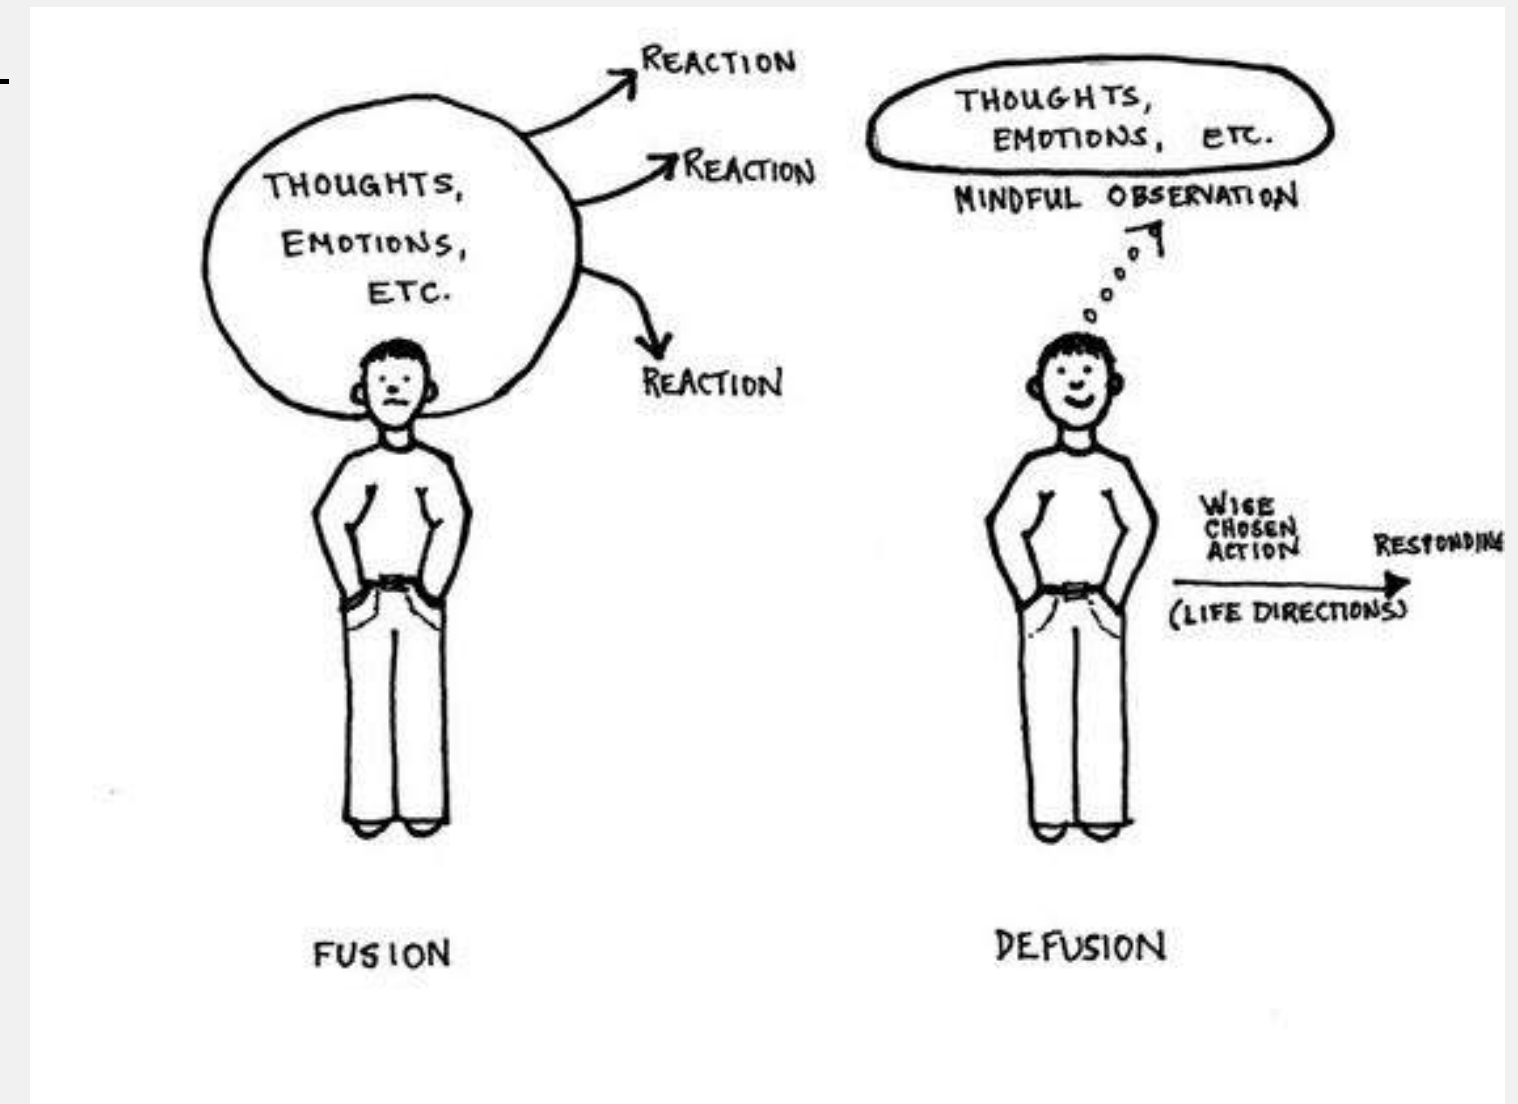 REACTION
REACTION
THOUGHTS,
EMOTIONS,
ETC.
REACTION
FUSION
THOUGHTS,
EMOTIONS, ETC.
MINDFUL OBSERVATION
WISE
CHOSEN
ACTION
RESPONDING
(LIFE DIRECTIONS)
DEFUSION